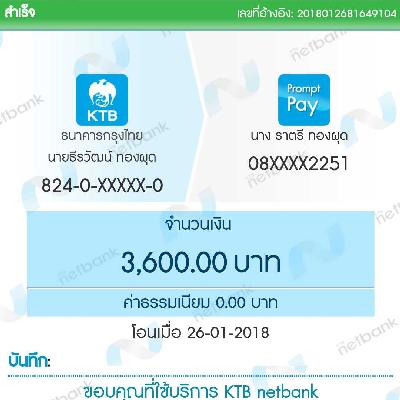 สำเร็จ
เลขที่อ้างอิง: 2018012681649104
KTB
Prompt
Pay
ธนาคารกรุงไทย
นาง ราตรี ทองผุด
นายธีรวัฒน์ ทองผุด
08XXXX2251
824-0-XXXXX-0
จำนวนเงิน
3,600.00 บาท
ค่าธรรมเนียม 0.00 บาท
โอนเมื่อ 26-01-2018
บันทึก:
ขอบคุณที่ใช้บริการ KTB netbank
netbank